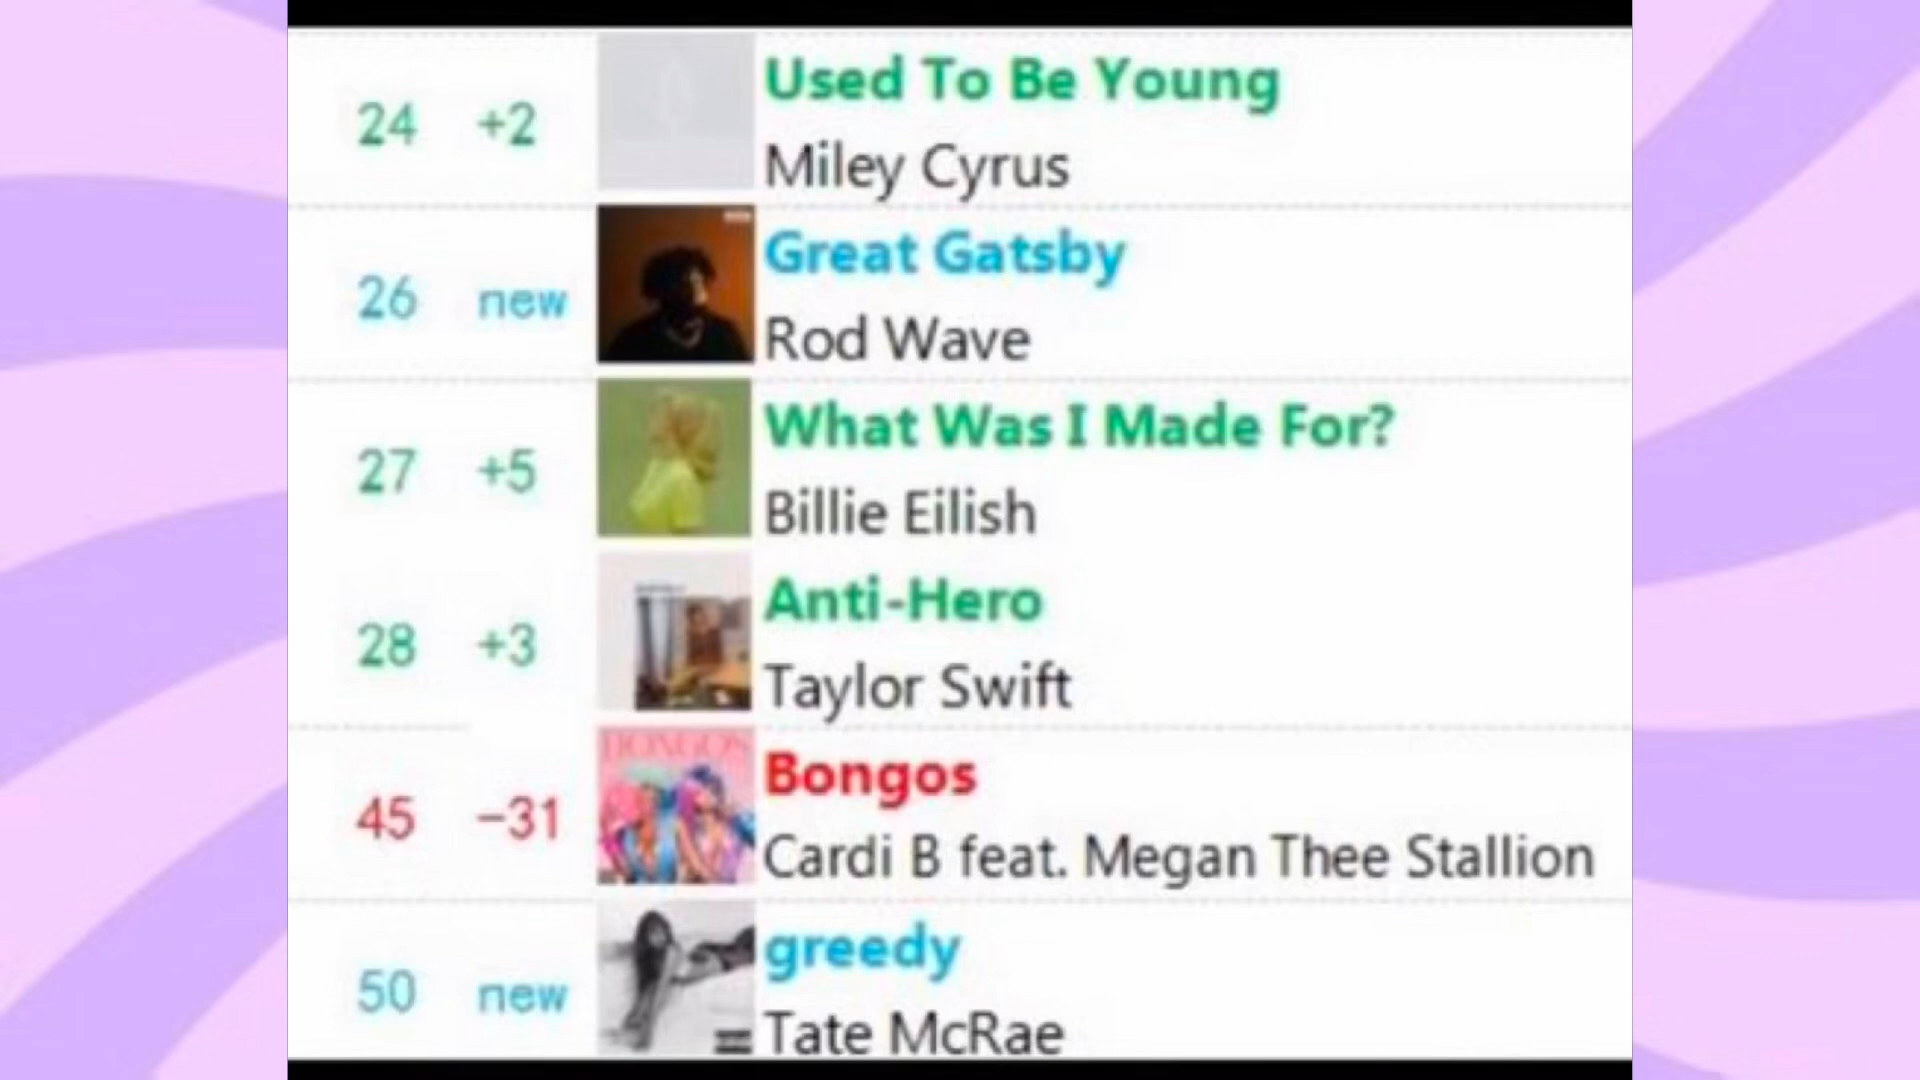 24 +2 Used To Be Young
Miley Cyrus
26 new Great Gatsby
Rod Wave
27 +5 What Was I Made For?
Billie Eilish
28 +3 Anti-Hero
Taylor Swift
BONGOS
45 -31 Bongos
Cardi B feat. Megan Thee Stallion
50 new greedy
Tate McRae